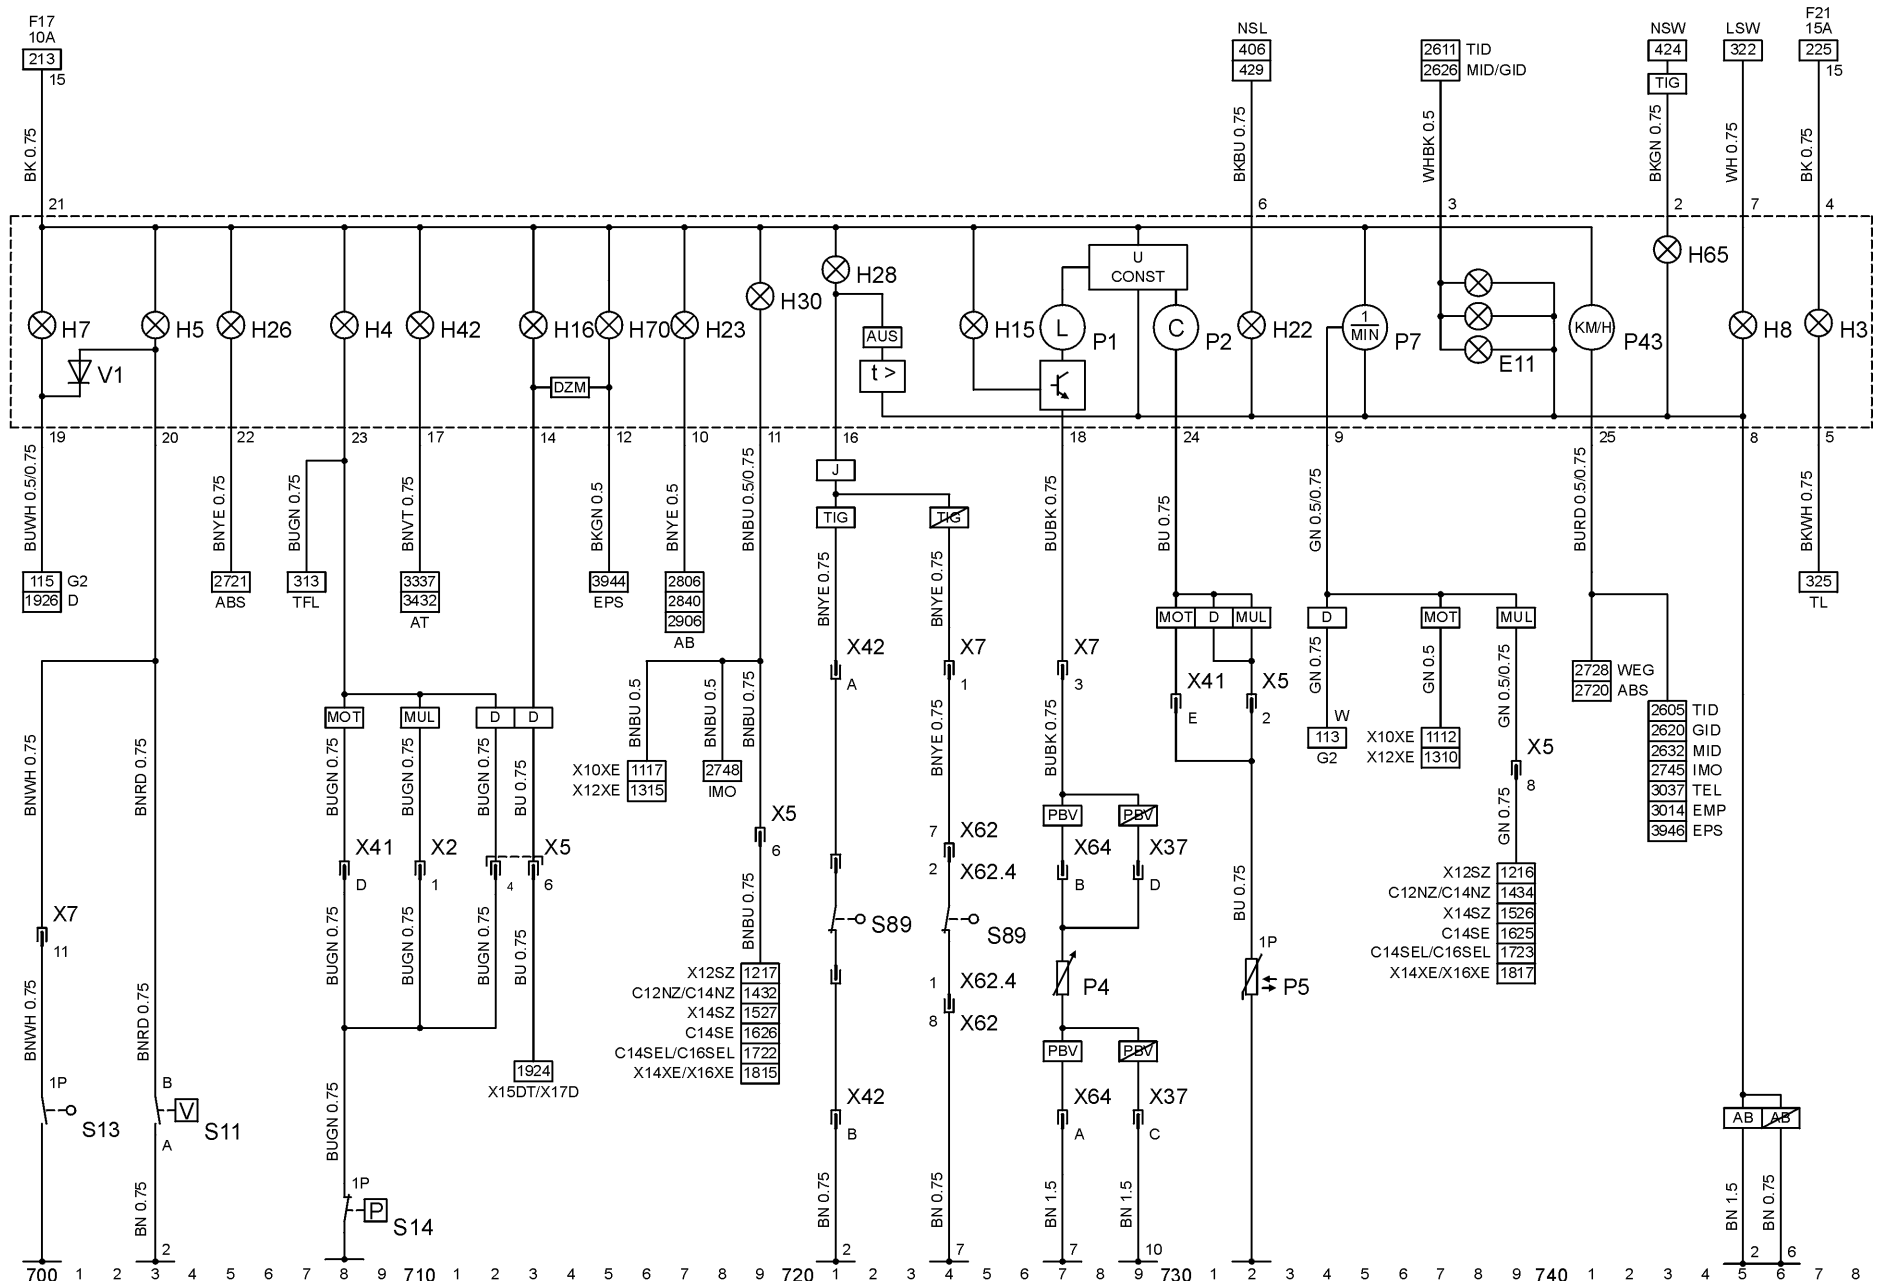 F17
10A
213
15
NSL
406
429
2611 TID
2626 MID/GID
NSW
424
TIG
LSW
322
F21
15A
225
15
BK 0.75
BKBU 0.75
WHBK 0.5
BKGN 0.75
WH 0.75
BK 0.75
21 6 3 2 7 4
U
CONST
H7 H5 H26 H4 H42 H16 H70 H23 H30 H28 H15 P1 P2 H22 P7 E11 P43 H65 H8 H3
L C
1
MIN
KM/H
V1
DZM
AUS
t >
19 20 22 23 17 14 12 10 11 16 18 24 9 25 8 5
BUWH 0.5/0.75
BNYE 0.75
BUGN 0.75
BNVT 0.75
BKGN 0.5
BNYE 0.5
BNBU 0.5/0.75
BUBK 0.75
BU 0.75
GN 0.5/0.75
BURD 0.5/0.75
BKWH 0.75
J
TIG TIG
BNYE 0.75
BNYE 0.75
115 G2
1926 D
2721
ABS
313
TFL
3337
3432
AT
3944
EPS
2806
2840
2906
AB
325
TL
MOT D MUL
D MOT MUL
X42
A
X7
1
X7
3
X41
E
X5
2
GN 0.75
GN 0.5
GN 0.5/0.75
2728 WEG
2720 ABS
2605 TID
2620 GID
2632 MID
2745 IMO
3037 TEL
3014 EMP
3946 EPS
BNWH 0.75
BNRD 0.75
MOT MUL D D
BUGN 0.75
BUGN 0.75
BUGN 0.75
BU 0.75
BNBU 0.5
BNBU 0.5
BNBU 0.75
X10XE 1117
X12XE 1315
2748
IMO
BNYE 0.75
BUBK 0.75
W
113
G2
X10XE 1112
X12XE 1310
X5
8
GN 0.75
PBV PBV
X41
D
X2
1
X5
4 6
X5
6
7 X62
2 X62.4
X64
B
X37
D
X12SZ 1216
C12NZ/C14NZ 1434
X14SZ 1526
C14SE 1625
C14SEL/C16SEL 1723
X14XE/X16XE 1817
X7
11
BUGN 0.75
BUGN 0.75
BUGN 0.75
BU 0.75
BNBU 0.75
S89
S89
BU 0.75
1P
P5
P4
X12SZ 1217
C12NZ/C14NZ 1432
X14SZ 1527
C14SE 1626
C14SEL/C16SEL 1722
X14XE/X16XE 1815
1 X62.4
8 X62
BNWH 0.75
BNRD 0.75
1924
X15DT/X17D
PBV PBV
1P
S13
B
V
S11
A
BUGN 0.75
X42
B
X64
A
X37
C
AB AB
1P
P
S14
BN 0.75
BN 0.75
BN 0.75
BN 1.5
BN 1.5
BN 1.5
BN 0.75
2 2 7 7 10 2 6
700 1 2 3 4 5 6 7 8 9 710 1 2 3 4 5 6 7 8 9 720 1 2 3 4 5 6 7 8 9 730 1 2 3 4 5 6 7 8 9 740 1 2 3 4 5 6 7 8